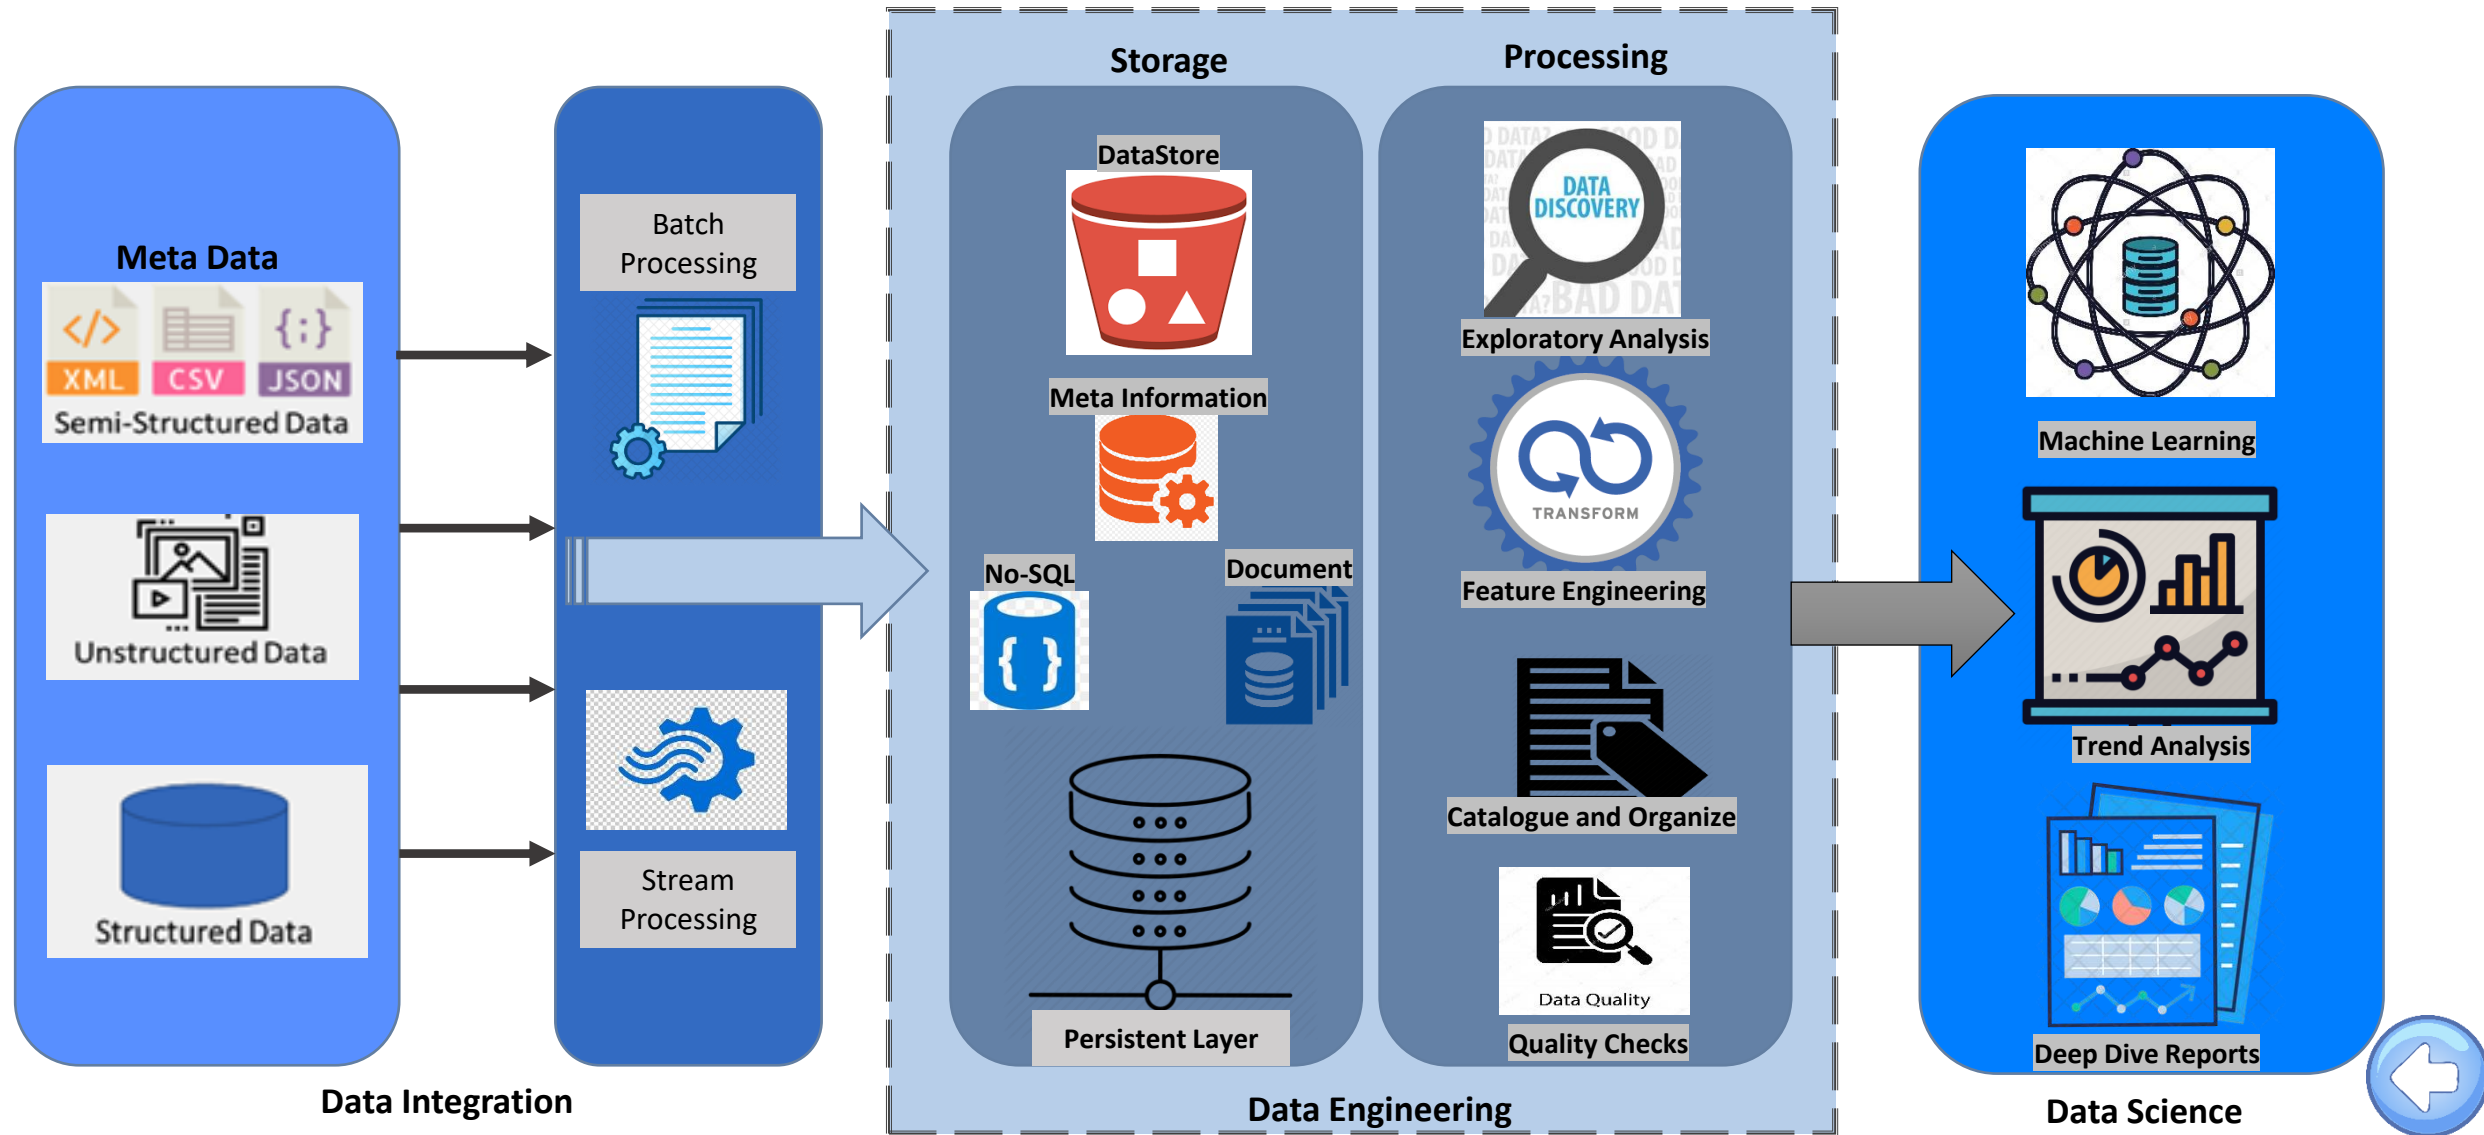 Meta Data
XML CSV JSON
Semi-Structured Data
Unstructured Data
Structured Data
Batch
Processing
Stream
Processing
Data Integration
Storage
DataStore
Meta Information
No-SQL
Document
Persistent Layer
Processing
DATA
DISCOVERY
BAD DAT
Exploratory Analysis
TRANSFORM
Feature Engineering
Catalogue and Organize
Data Quality
Quality Checks
Data Engineering
Machine Learning
Trend Analysis
Deep Dive Reports
Data Science